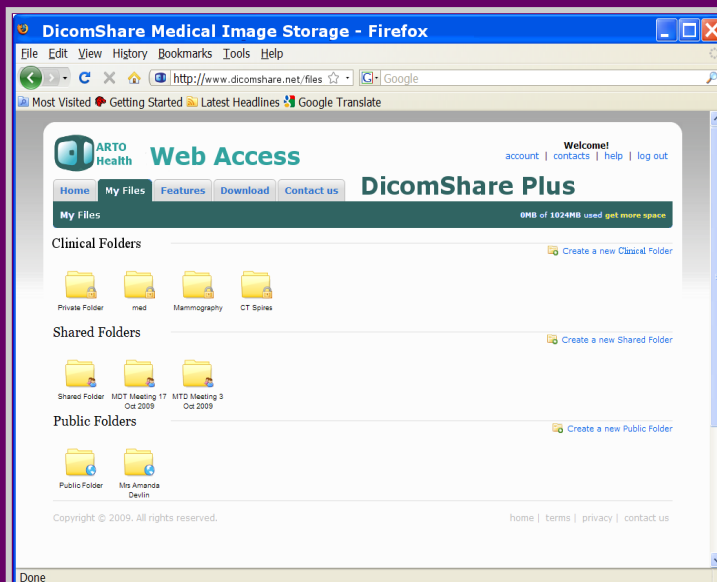 DicomShare Medical Image Storage - Firefox
File Edit View History Bookmarks Tools Help
http://www.dicomshare.net/files G Google
Most Visited Getting Started Latest Headlines Google Translate
ARTO
Health
Web Access
Welcome!
account | contacts | help | log out
Home My Files Features Download Contact us
DicomShare Plus
My Files 0MB of 1024MB used get more space
Clinical Folders
Create a new Clinical Folder
Private Folder med Mammography CT Spires
Shared Folders
Create a new Shared Folder
Shared Folder MDT Meeting 17 MTD Meeting 3
Oct 2009 Oct 2009
Public Folders
Create a new Public Folder
Public Folder Mrs Amanda
Devlin
Copyright © 2009. All rights reserved. home | terms | privacy | contact us
Done